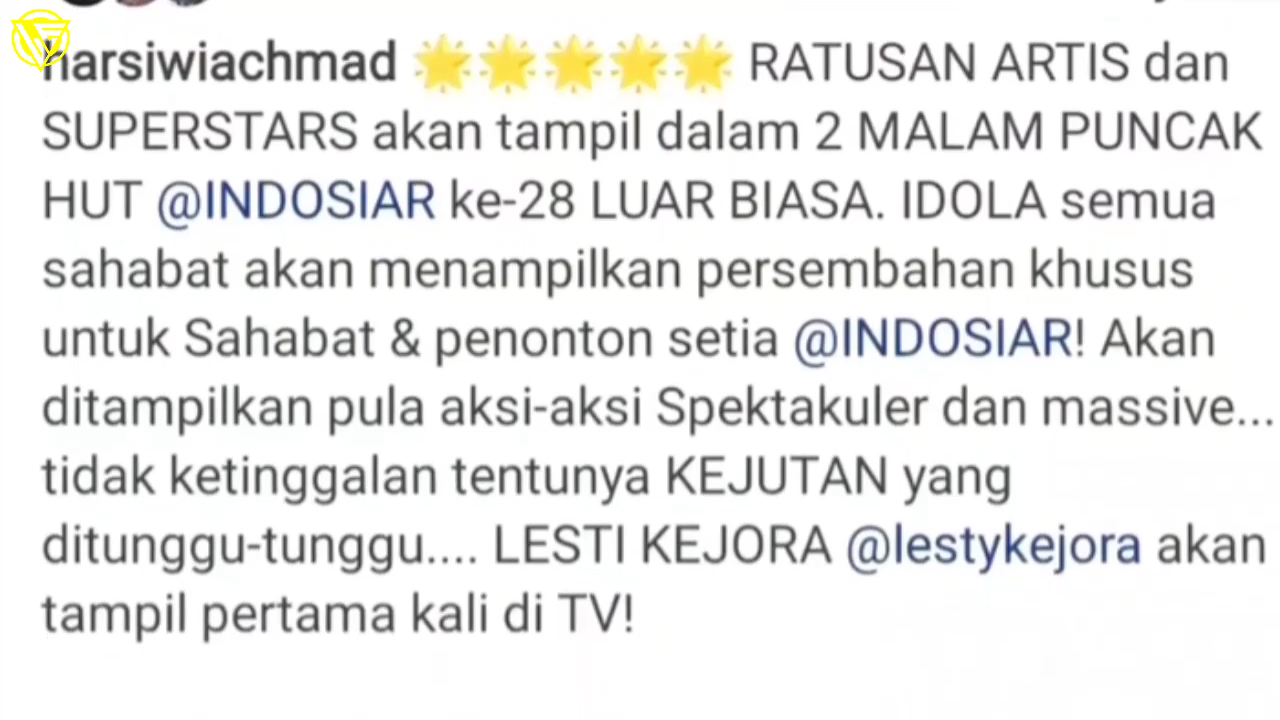 harsiwiachmad 🌟🌟🌟🌟🌟 RATUSAN ARTIS dan
SUPERSTARS akan tampil dalam 2 MALAM PUNCAK
HUT @INDOSIAR ke-28 LUAR BIASA. IDOLA semua
sahabat akan menampilkan persembahan khusus
untuk Sahabat & penonton setia @INDOSIAR! Akan
ditampilkan pula aksi-aksi Spektakuler dan massive...
tidak ketinggalan tentunya KEJUTAN yang
ditunggu-tunggu.... LESTI KEJORA @lestykejora akan
tampil pertama kali di TV!